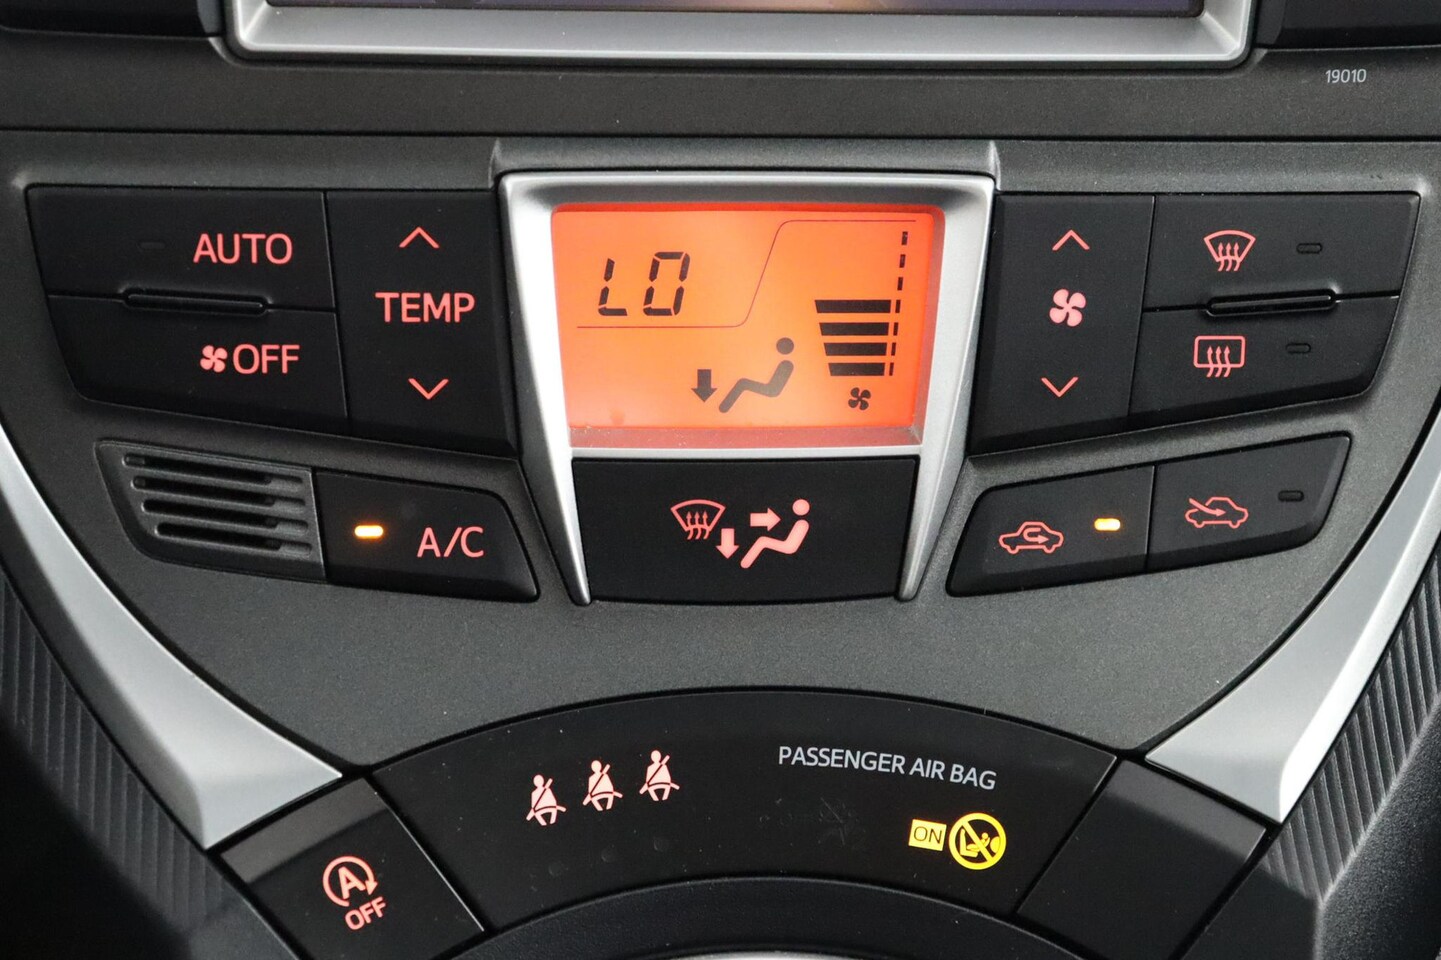 19010
AUTO
TEMP
OFF
LO
A/C
PASSENGER AIR BAG
ON
A
OFF